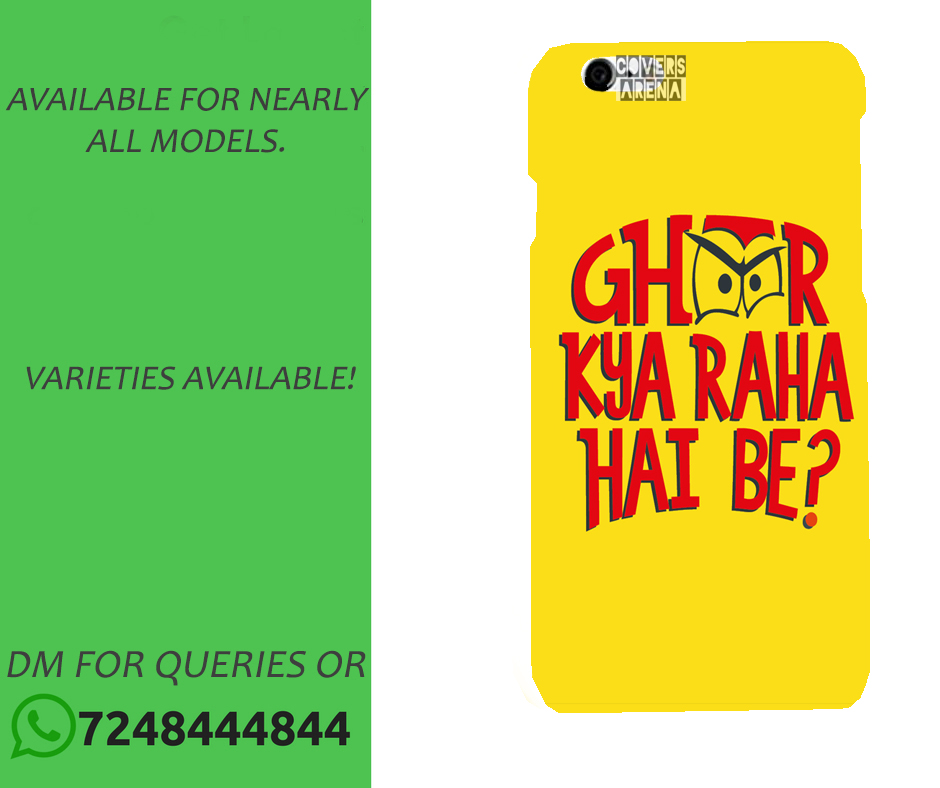 AVAILABLE FOR NEARLY
ALL MODELS.
VARIETIES AVAILABLE!
DM FOR QUERIES OR
7248444844
COVERS
ARENA
GHOOR
KYA RAHA
HAI BE?